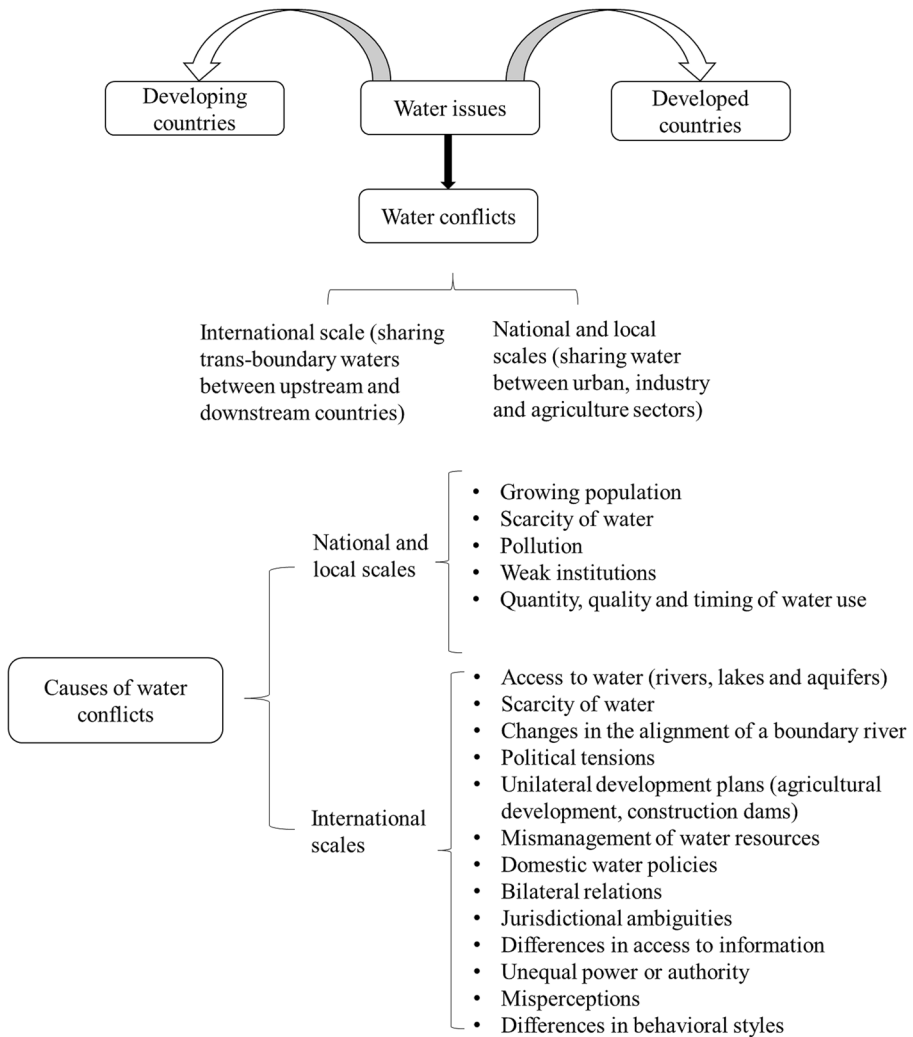 Developing
countries
Water issues
Developed
countries
Water conflicts
International scale (sharing
trans-boundary waters
between upstream and
downstream countries)
National and local
scales (sharing water
between urban, industry
and agriculture sectors)
Causes of water
conflicts
National and
local scales
• Growing population
• Scarcity of water
• Pollution
• Weak institutions
• Quantity, quality and timing of water use
International
scales
• Access to water (rivers, lakes and aquifers)
• Scarcity of water
• Changes in the alignment of a boundary river
• Political tensions
• Unilateral development plans (agricultural
development, construction dams)
• Mismanagement of water resources
• Domestic water policies
• Bilateral relations
• Jurisdictional ambiguities
• Differences in access to information
• Unequal power or authority
• Misperceptions
• Differences in behavioral styles